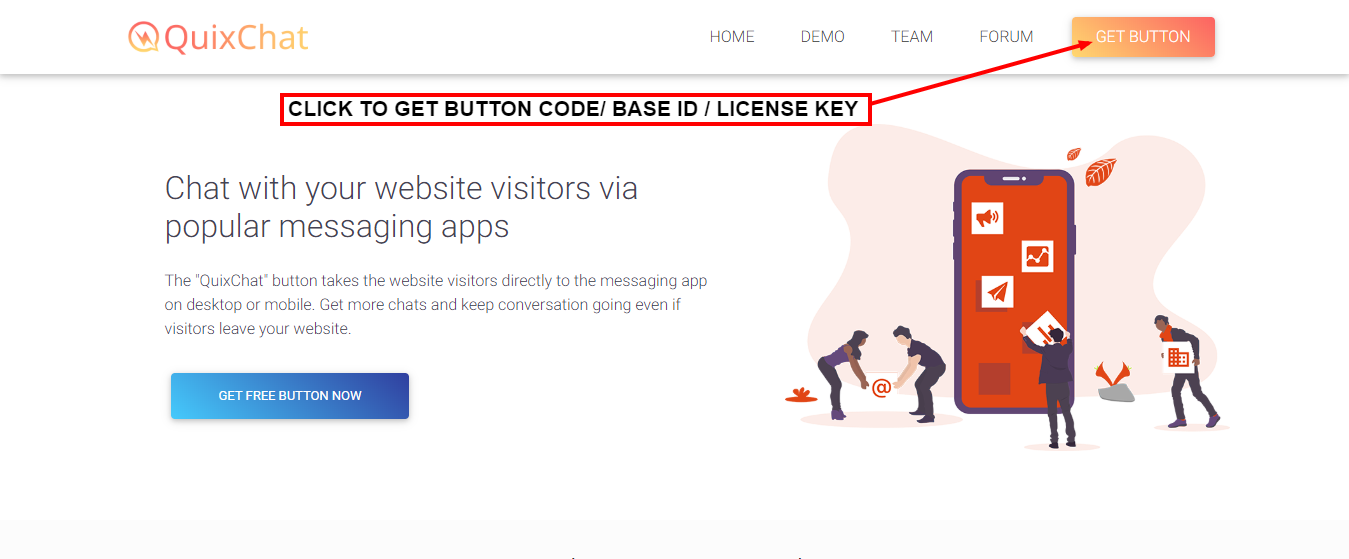 QuixChat
HOME
DEMO
TEAM
FORUM
GET BUTTON
CLICK TO GET BUTTON CODE/ BASE ID / LICENSE KEY
Chat with your website visitors via
popular messaging apps
The "QuixChat" button takes the website visitors directly to the messaging app
on desktop or mobile. Get more chats and keep conversation going even if
visitors leave your website.
GET FREE BUTTON NOW
@